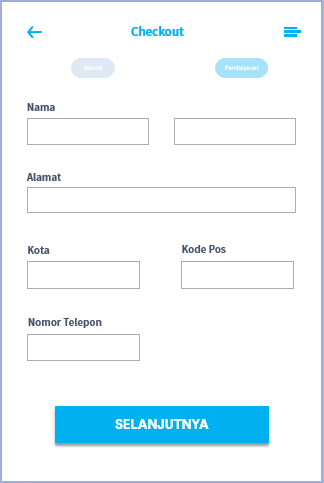 Checkout
Alamat Pembayaran
Nama
Alamat
Kota Kode Pos
Nomor Telepon
SELANJUTNYA